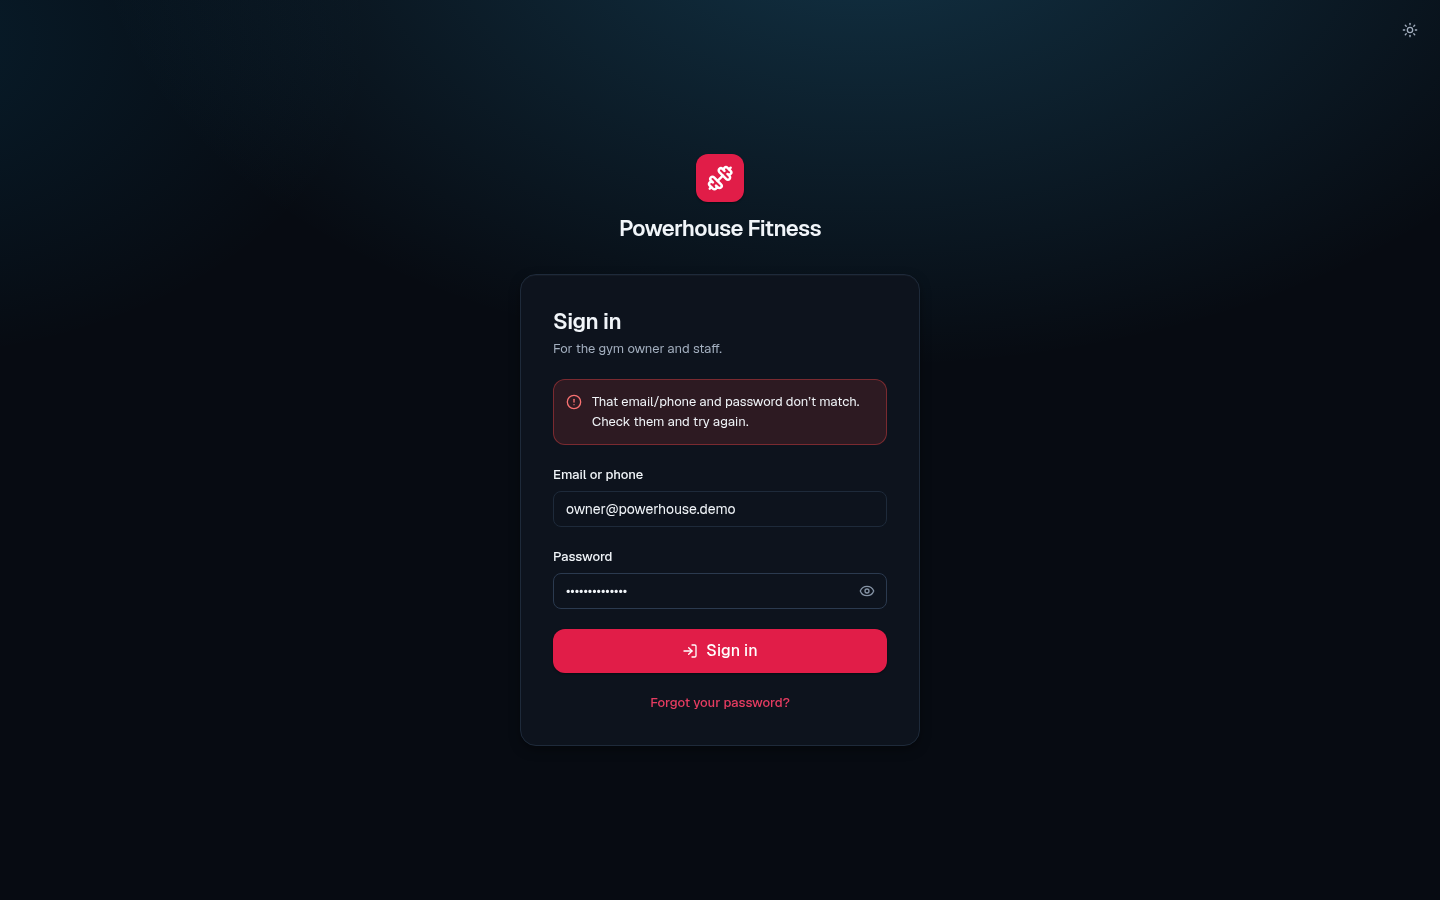 Powerhouse Fitness
Sign in
For the gym owner and staff.
That email/phone and password don't match.
Check them and try again.
Email or phone
owner@powerhouse.demo
Password
••••••••••••••
Sign in
Forgot your password?